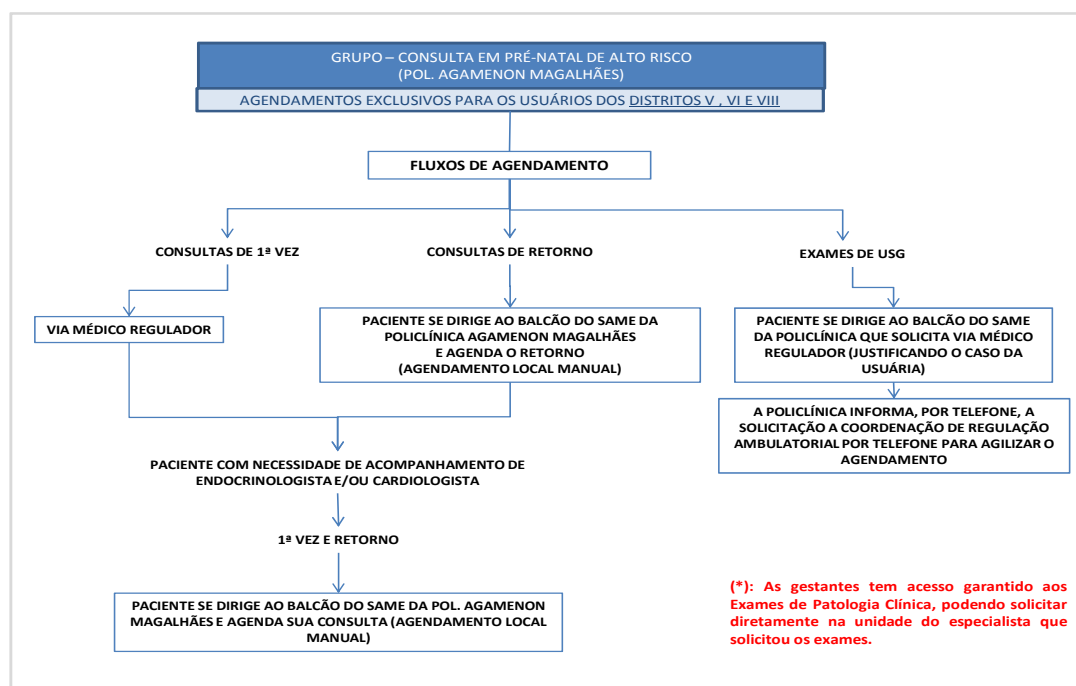 GRUPO – CONSULTA EM PRÉ-NATAL DE ALTO RISCO
(POL. AGAMENON MAGALHÃES)
AGENDAMENTOS EXCLUSIVOS PARA OS USUÁRIOS DOS DISTRITOS V , VI E VIII
FLUXOS DE AGENDAMENTO
CONSULTAS DE 1ª VEZ
CONSULTAS DE RETORNO
EXAMES DE USG
VIA MÉDICO REGULADOR
PACIENTE SE DIRIGE AO BALCÃO DO SAME DA
POLICLÍNICA AGAMENON MAGALHÃES
E AGENDA O RETORNO
(AGENDAMENTO LOCAL MANUAL)
PACIENTE SE DIRIGE AO BALCÃO DO SAME
DA POLICLÍNICA QUE SOLICITA VIA MÉDICO
REGULADOR (JUSTIFICANDO O CASO DA
USUÁRIA)
A POLICLÍNICA INFORMA, POR TELEFONE, A
SOLICITAÇÃO A COORDENAÇÃO DE REGULAÇÃO
AMBULATORIAL POR TELEFONE PARA AGILIZAR O
AGENDAMENTO
PACIENTE COM NECESSIDADE DE ACOMPANHAMENTO DE
ENDOCRINOLOGISTA E/OU CARDIOLOGISTA
1ª VEZ E RETORNO
PACIENTE SE DIRIGE AO BALCÃO DO SAME DA POL. AGAMENON
MAGALHÃES E AGENDA SUA CONSULTA (AGENDAMENTO LOCAL
MANUAL)
(*): As gestantes tem acesso garantido aos
Exames de Patologia Clínica, podendo solicitar
diretamente na unidade do especialista que
solicitou os exames.